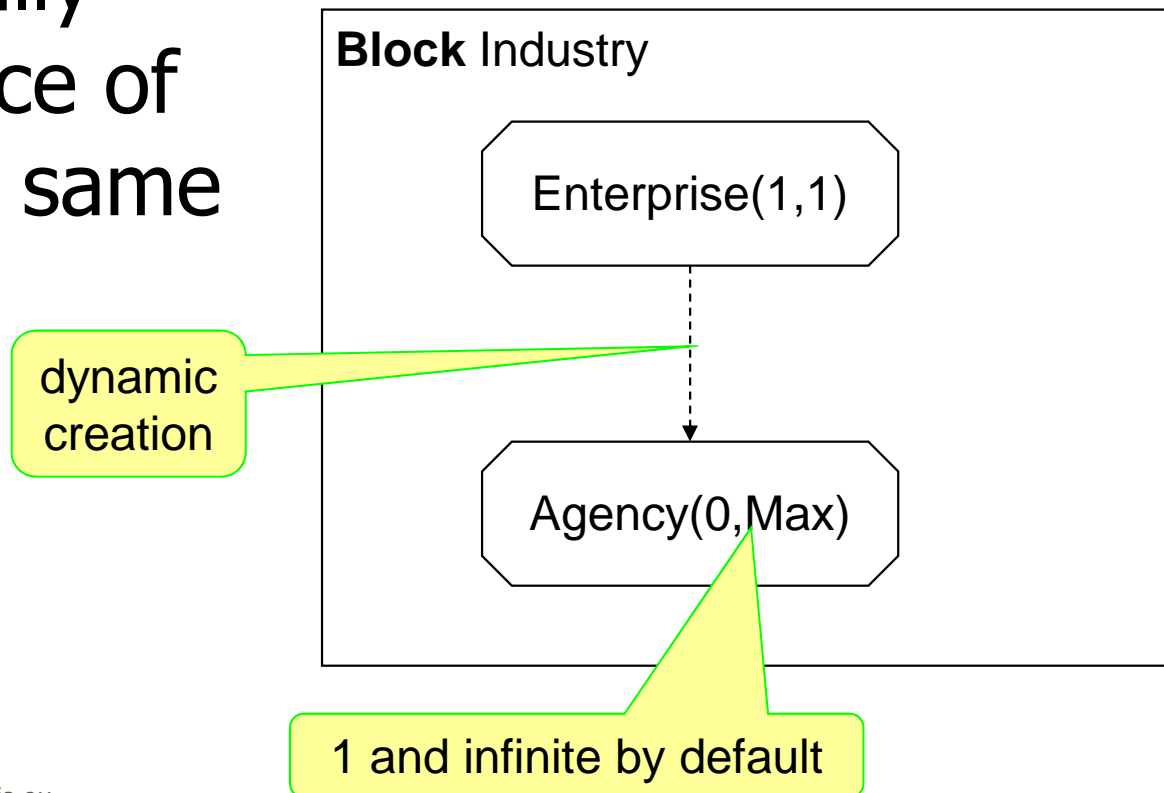 ce of
same
Block Industry
Enterprise(1,1)
dynamic
creation
Agency(0,Max)
1 and infinite by default